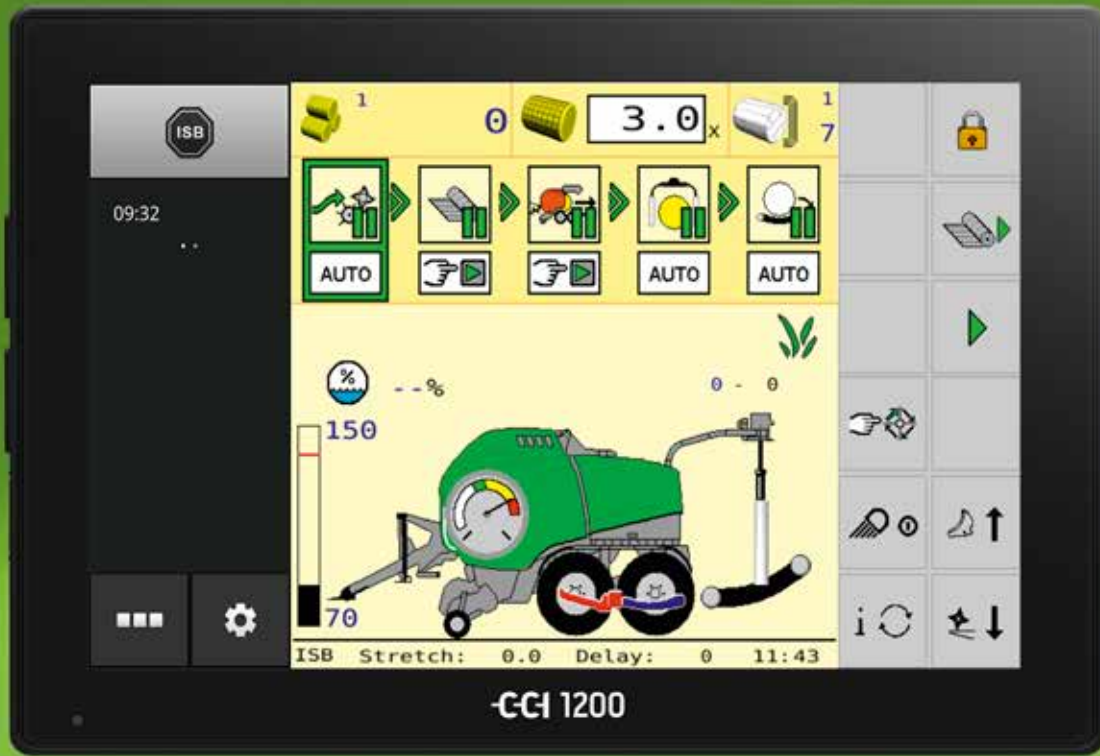 ISB
09:32
1
0
3.0 x
1
7
AUTO
AUTO
AUTO
%
--%
0 - 0
150
70
i
ISB Stretch: 0.0 Delay: 0 11:43
CCI 1200